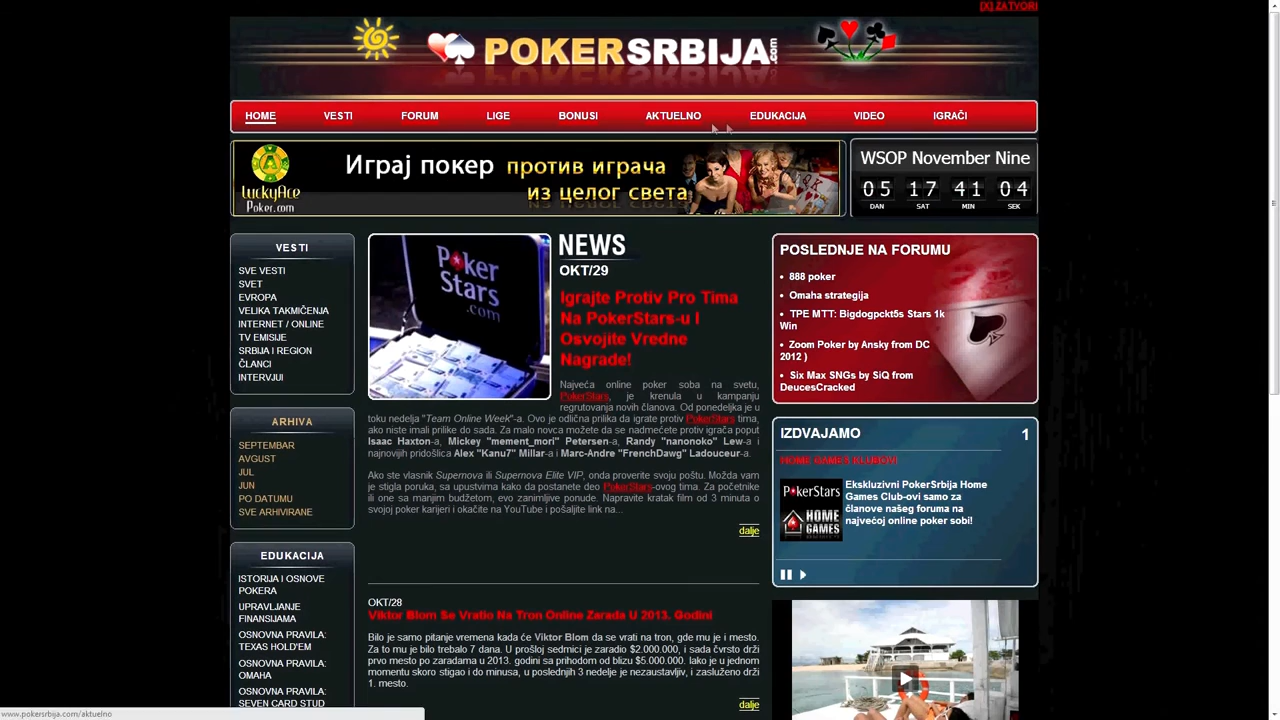 [X] ZATVORI
POKERSRBIJA.com
HOME VESTI FORUM LIGE BONUSI AKTUELNO EDUKACIJA VIDEO IGRAČI
LuckyAce
Poker.com
Играј покер против играча
из целог света
WSOP November Nine
05 17 41 04
DAN SAT MIN SEK
VESTI
SVE VESTI
SVET
EVROPA
VELIKA TAKMIČENJA
INTERNET / ONLINE
TV EMISIJE
SRBIJA I REGION
ČLANCI
INTERVJUI
ARHIVA
SEPTEMBAR
AVGUST
JUL
JUN
PO DATUMU
SVE ARHIVIRANE
EDUKACIJA
ISTORIJA I OSNOVE
POKERA
UPRAVLJANJE
FINANSIJAMA
OSNOVNA PRAVILA:
TEXAS HOLD'EM
OSNOVNA PRAVILA:
OMAHA
OSNOVNA PRAVILA:
SEVEN CARD STUD
Poker
Stars
.com
NEWS
OKT/29
Igrajte Protiv Pro Tima
Na PokerStars-u I
Osvojite Vredne
Nagrade!
Najveća online poker soba na svetu,
PokerStars, je krenula u kampanju
regrutovanja novih članova. Od ponedeljka je u
toku nedelja "Team Online Week"-a. Ovo je odlična prilika da igrate protiv PokerStars tima,
ako niste imali prilike do sada. Za malo novca možete da se nadmećete protiv igrača poput
Isaac Haxton-a, Mickey "mement_mori" Petersen-a, Randy "nanonoko" Lew-a i
najnovijih pridošlica Alex "Kanu7" Millar-a i Marc-Andre "FrenchDawg" Ladouceur-a.
Ako ste vlasnik Supernova ili Supernova Elite VIP, onda proverite svoju poštu. Možda vam
je stigla poruka, sa upustvima kako da postanete deo PokerStars-ovog tima. Za početnike
ili one sa manjim budžetom, evo zanimljive ponude. Napravite kratak film od 3 minuta o
svojoj poker karijeri i okačite na YouTube i pošaljite link na...
dalje
OKT/28
Viktor Blom Se Vratio Na Tron Online Zarada U 2013. Godini
Bilo je samo pitanje vremena kada će Viktor Blom da se vrati na tron, gde mu je i mesto.
Za to mu je bilo trebalo 7 dana. U prošloj sedmici je zaradio $2.000.000, i sada čvrsto drži
prvo mesto po zaradama u 2013. godini sa prihodom od blizu $5.000.000. Iako je u jednom
momentu skoro stigao i do minusa, u poslednjih 3 nedelje je nezaustavljiv, i zasluženo drži
1. mesto.
dalje
POSLEDNJE NA FORUMU
888 poker
Omaha strategija
TPE MTT: Bigdogpckt5s Stars 1k
Win
Zoom Poker by Ansky from DC
2012 )
Six Max SNGs by SiQ from
DeucesCracked
IZDVAJAMO 1
HOME GAMES KLUBOVI
PokerStars
HOME
GAMES
Ekskluzivni PokerSrbija Home
Games Club-ovi samo za
članove našeg foruma na
najvećoj online poker sobi!
www.pokersrbija.com/aktuelno